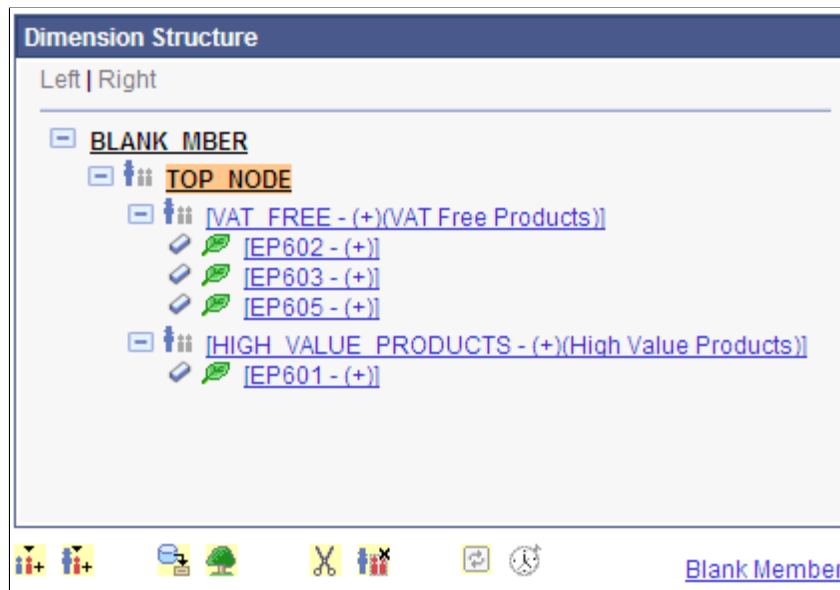 Dimension Structure
Left | Right
BLANK_MBER
TOP_NODE
[VAT_FREE - (+)(VAT Free Products)]
[EP602 - (+)]
[EP603 - (+)]
[EP605 - (+)]
[HIGH_VALUE_PRODUCTS - (+)(High Value Products)]
[EP601 - (+)]
Blank Member